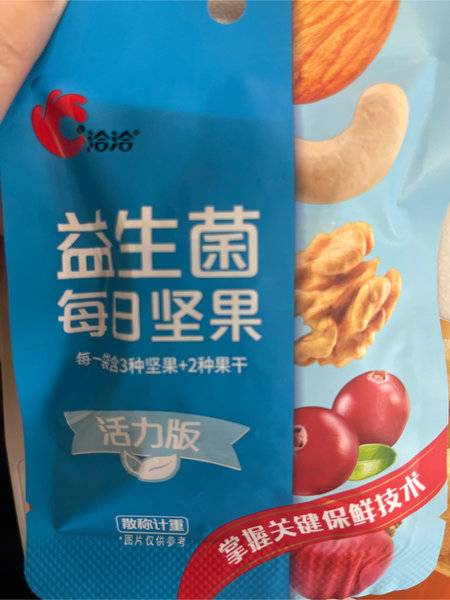 洽洽®
益生菌
每日坚果
每一袋含3种坚果+2种果干
活力版
散称计重
*图片仅供参考
掌握关键保鲜技术